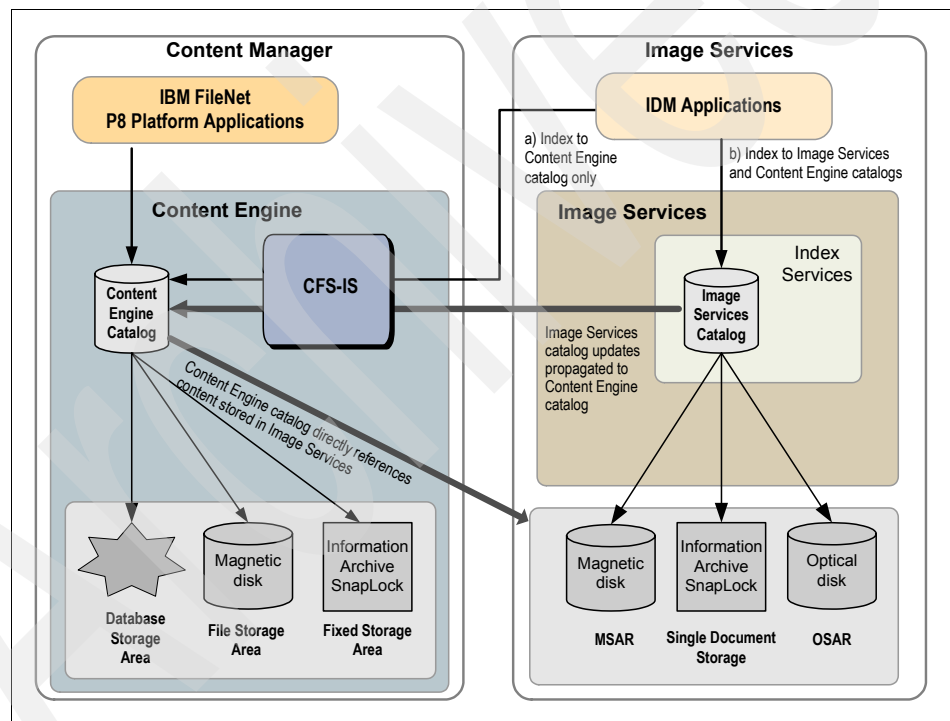 Content Manager
IBM FileNet
P8 Platform Applications
Content Engine
CFS-IS
Content
Engine
Catalog
Content Engine catalog directly references
content stored in Image Services
Database
Storage
Area
Magnetic
disk
File Storage
Area
Information
Archive
SnapLock
Fixed Storage
Area
Image Services
IDM Applications
a) Index to
Content Engine
catalog only
b) Index to Image Services
and Content Engine catalogs
Image Services
Index
Services
Image
Services
Catalog
Image Services
catalog updates
propagated to
Content Engine
catalog
Magnetic
disk
MSAR
Information
Archive
SnapLock
Single Document
Storage
Optical
disk
OSAR